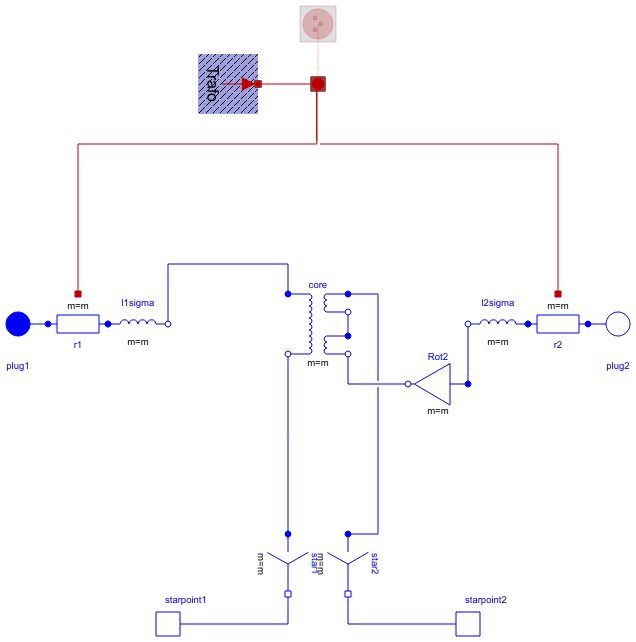 Trafo
l1sigma
core
l2sigma
m=m
m=m
r1
m=m
m=m
m=m
r2
Rot2
plug1
plug2
m=m
m=m
star1
m=m
star2
starpoint1
starpoint2